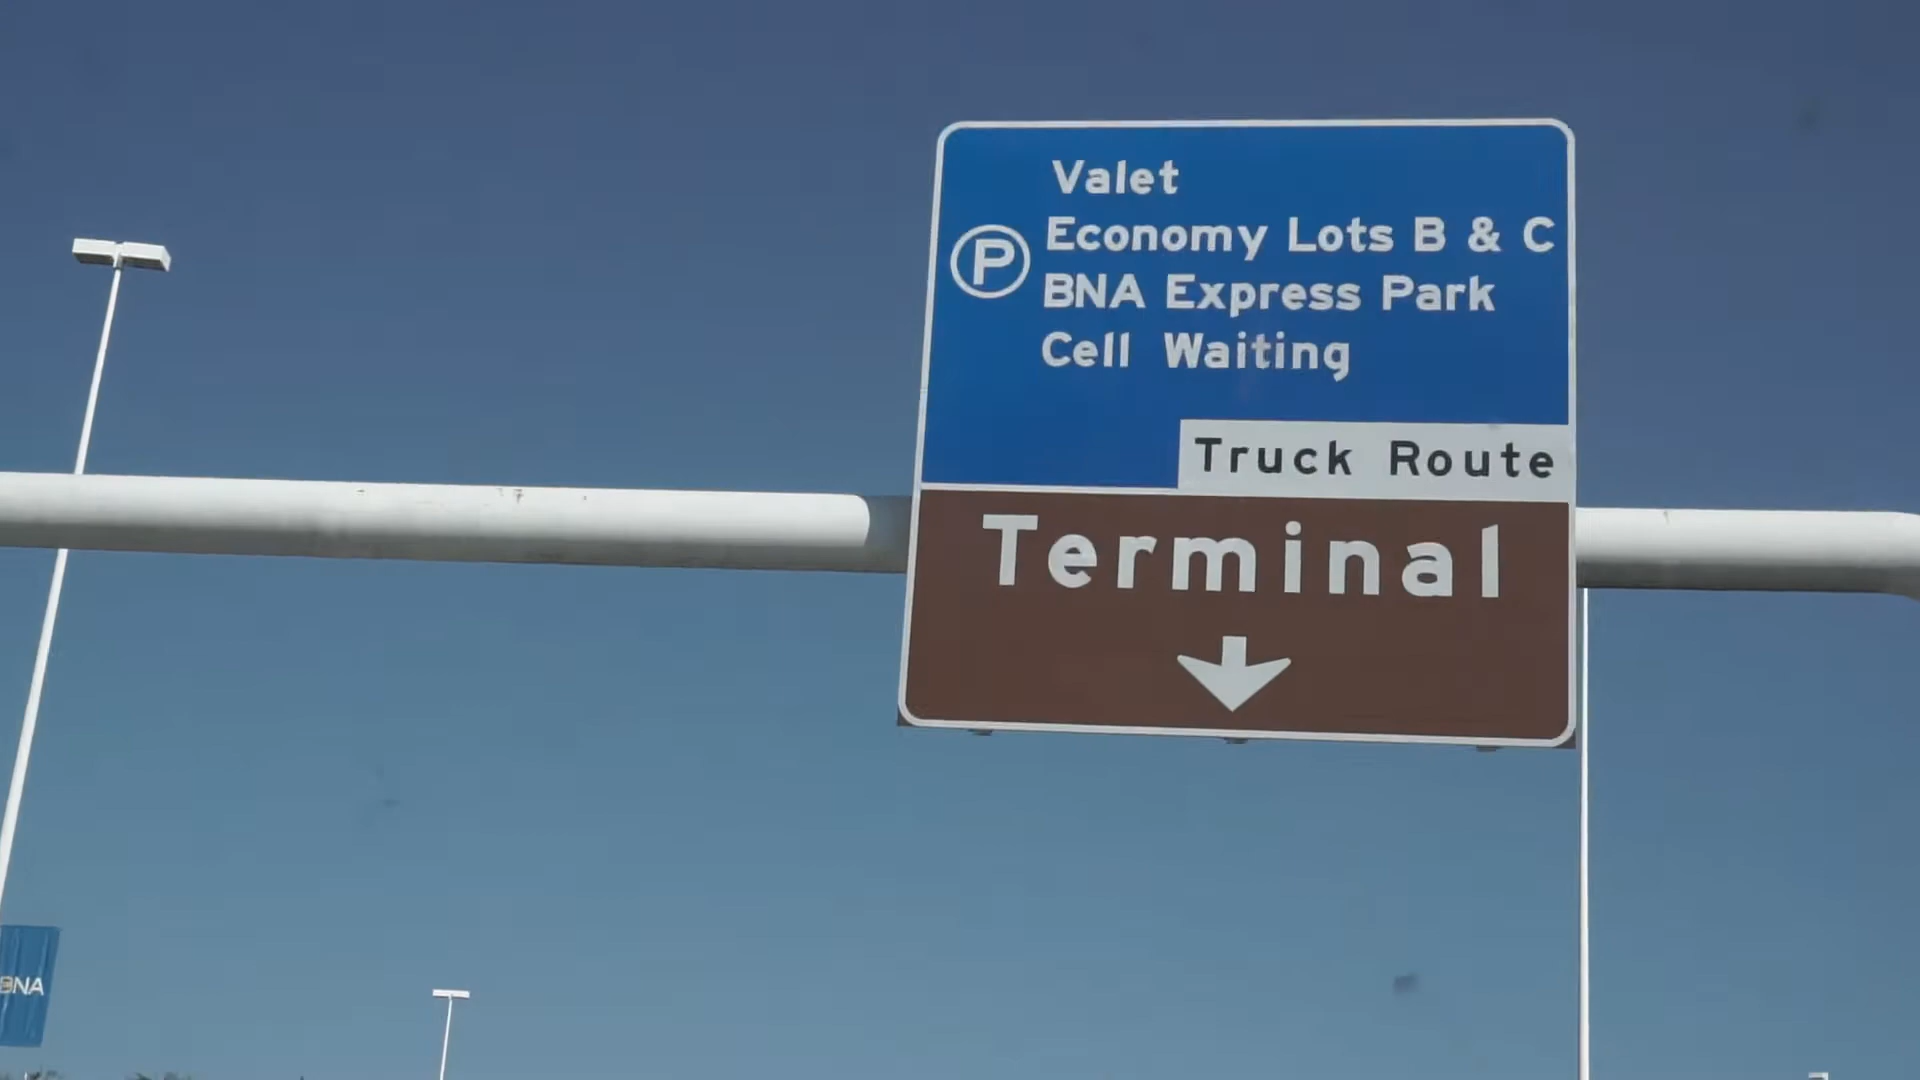 Valet
P
Economy Lots B & C
BNA Express Park
Cell Waiting
Truck Route
Terminal
BNA